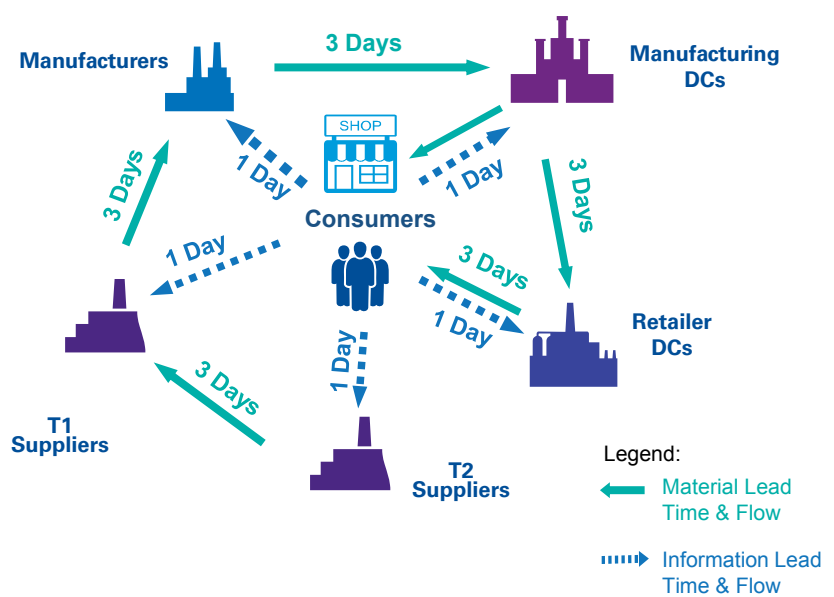 3 Days
Manufacturers
Manufacturing
DCs
SHOP
1 Day
1 Day
3 Days
3 Days
Consumers
1 Day
3 Days
1 Day
Retailer
DCs
1 Day
3 Days
T1
Suppliers
T2
Suppliers
Legend:
Material Lead
Time & Flow
Information Lead
Time & Flow